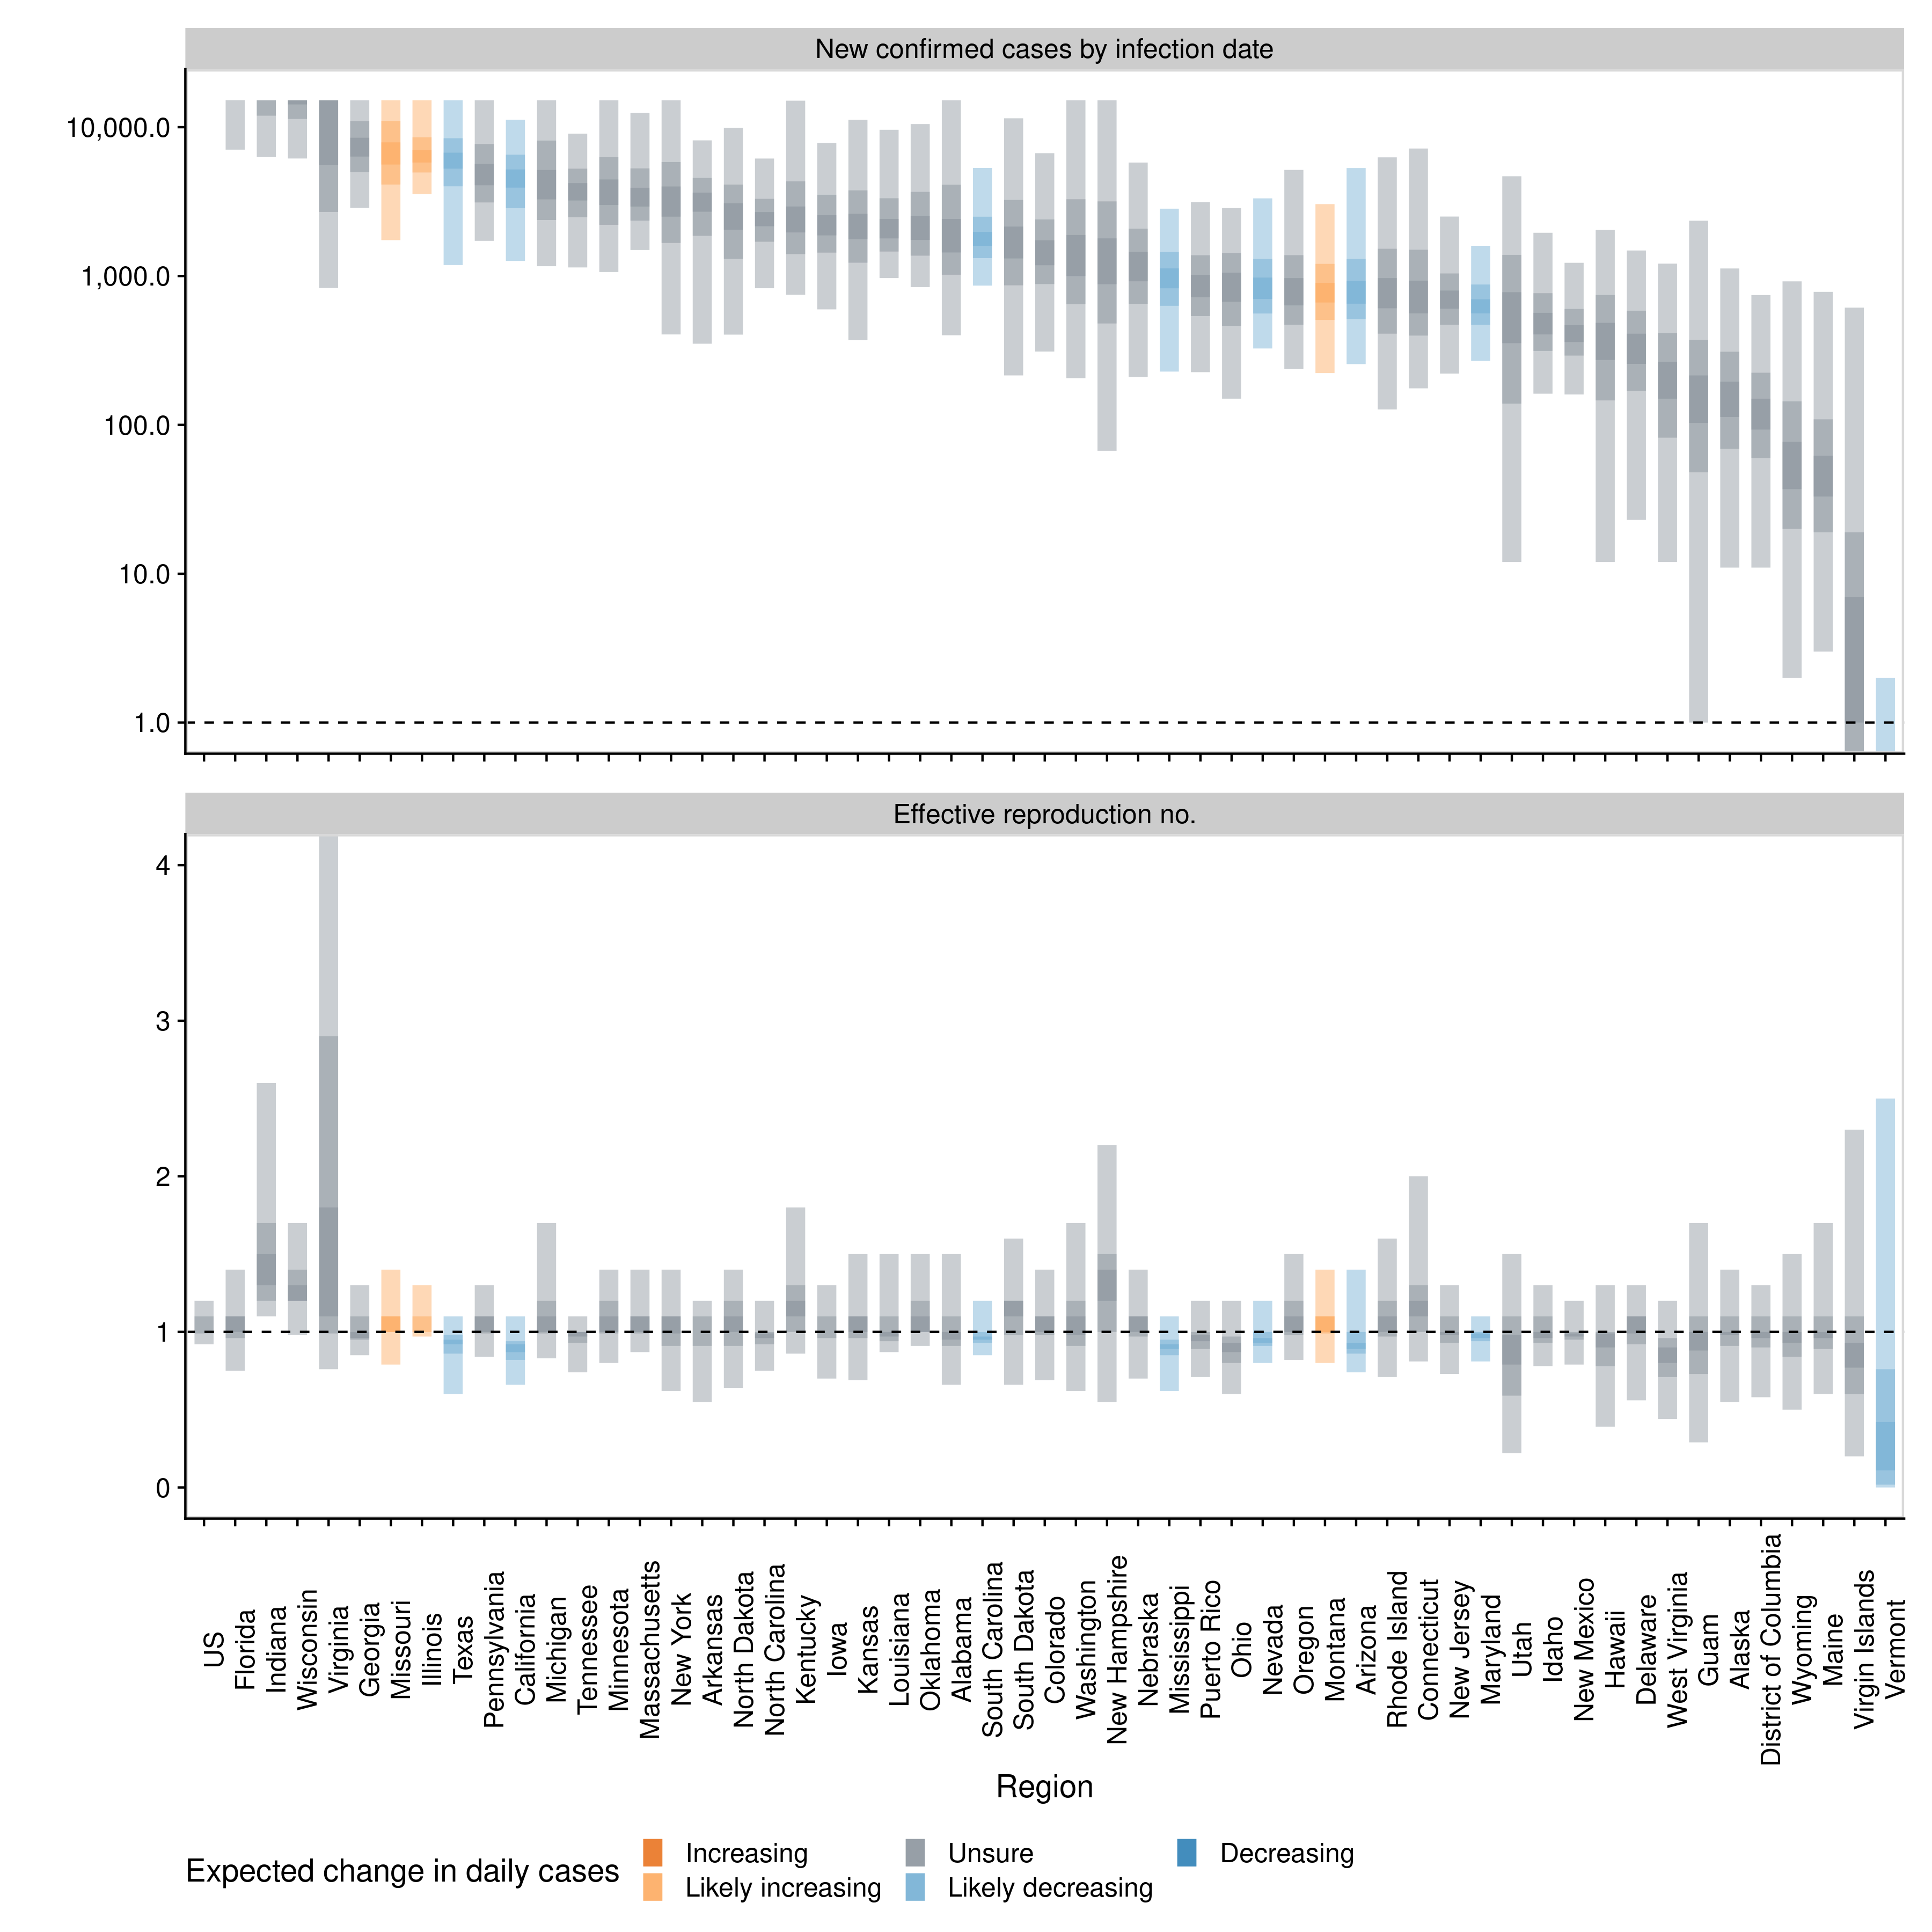 New confirmed cases by infection date
10,000.0
1,000.0
100.0
10.0
1.0
Effective reproduction no.
4
3
2
1
0
US
Florida
Indiana
Wisconsin
Virginia
Georgia
Missouri
Illinois
Texas
Pennsylvania
California
Michigan
Tennessee
Minnesota
Massachusetts
New York
Arkansas
North Dakota
North Carolina
Kentucky
Iowa
Kansas
Louisiana
Oklahoma
Alabama
South Carolina
South Dakota
Colorado
Washington
New Hampshire
Nebraska
Mississippi
Puerto Rico
Ohio
Nevada
Oregon
Montana
Arizona
Rhode Island
Connecticut
New Jersey
Maryland
Utah
Idaho
New Mexico
Hawaii
Delaware
West Virginia
Guam
Alaska
District of Columbia
Wyoming
Maine
Virgin Islands
Vermont
Region
Expected change in daily cases
Increasing
Likely increasing
Unsure
Likely decreasing
Decreasing